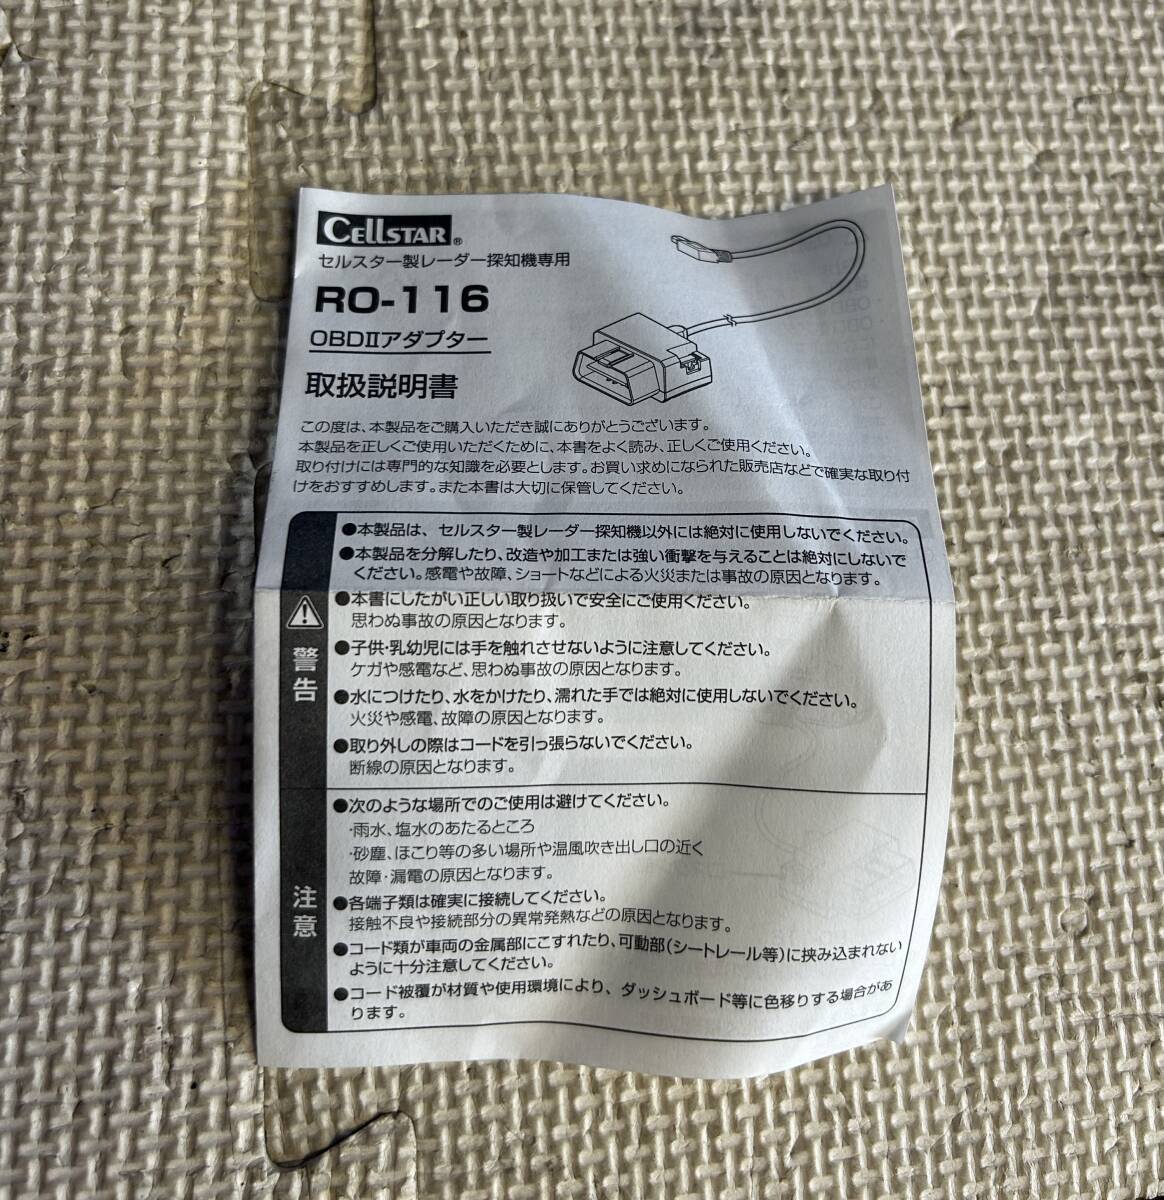 CELLSTAR®
セルスター製レーダー探知機専用
RO-116
OBDⅡアダプター
取扱説明書
この度は、本製品をご購入いただき誠にありがとうございます。
本製品を正しくご使用いただくために、本書をよく読み、正しくご使用ください。
取り付けには専門的な知識を必要とします。お買い求めになられた販売店などで確実な取り付
けをおすすめします。また本書は大切に保管してください。
警告
●本製品は、セルスター製レーダー探知機以外には絶対に使用しないでください。
●本製品を分解したり、改造や加工または強い衝撃を与えることは絶対にしないで
ください。感電や故障、ショートなどによる火災または事故の原因となります。
●本書にしたがい正しい取り扱いで安全にご使用ください。
思わぬ事故の原因となります。
●子供・乳幼児には手を触れさせないように注意してください。
ケガや感電など、思わぬ事故の原因となります。
●水につけたり、水をかけたり、濡れた手では絶対に使用しないでください。
火災や感電、故障の原因となります。
●取り外しの際はコードを引っ張らないでください。
断線の原因となります。
注意
●次のような場所でのご使用は避けてください。
・雨水、塩水のあたるところ
・砂塵、ほこり等の多い場所や温風吹き出し口の近く
故障・漏電の原因となります。
●各端子類は確実に接続してください。
接触不良や接続部分の異常発熱などの原因となります。
●コード類が車両の金属部にこすれたり、可動部(シートレール等)に挟み込まれない
ように十分注意してください。
●コード被覆が材質や使用環境により、ダッシュボード等に色移りする場合があ
ります。